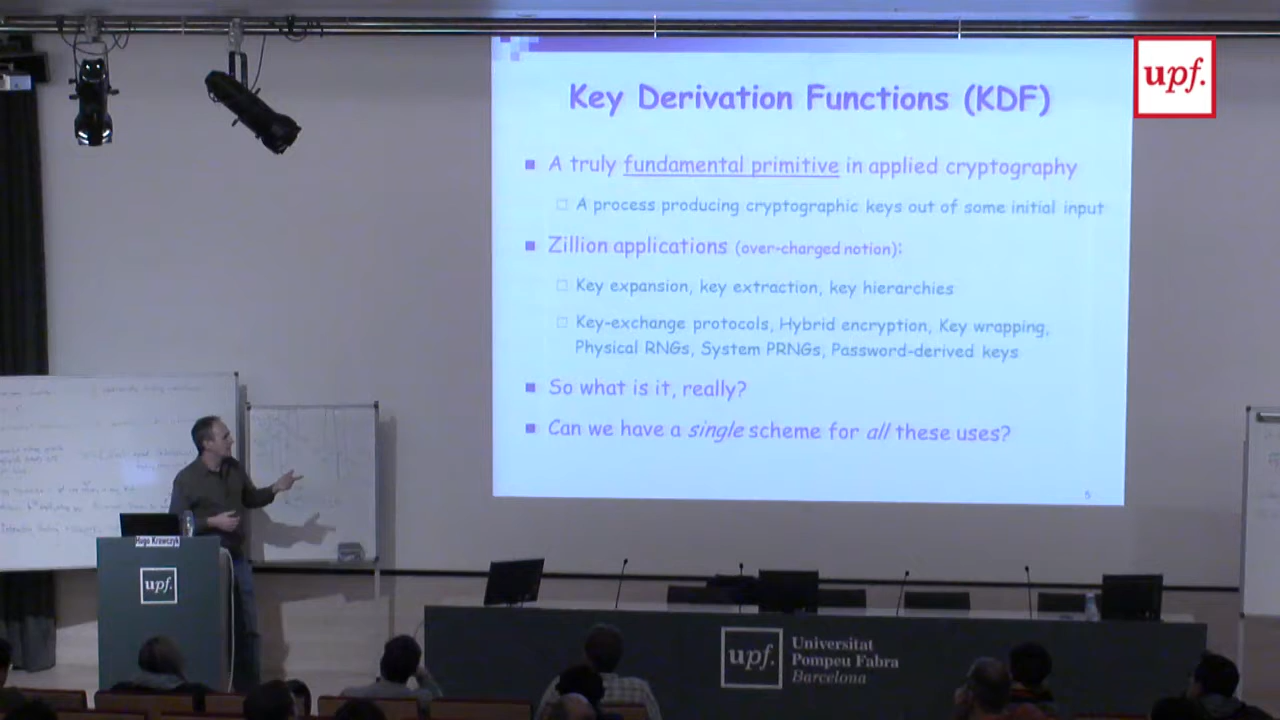 Key Derivation Functions (KDF)
A truly fundamental primitive in applied cryptography
A process producing cryptographic keys out of some initial input
Zillion applications (over-charged notion):
Key expansion, key extraction, key hierarchies
Key-exchange protocols, Hybrid encryption, Key wrapping,
Physical RNGs, System PRNGs, Password-derived keys
So what is it, really?
Can we have a single scheme for all these uses?
5
upf.
Hugo Krawczyk
upf.
upf.
Universitat
Pompeu Fabra
Barcelona